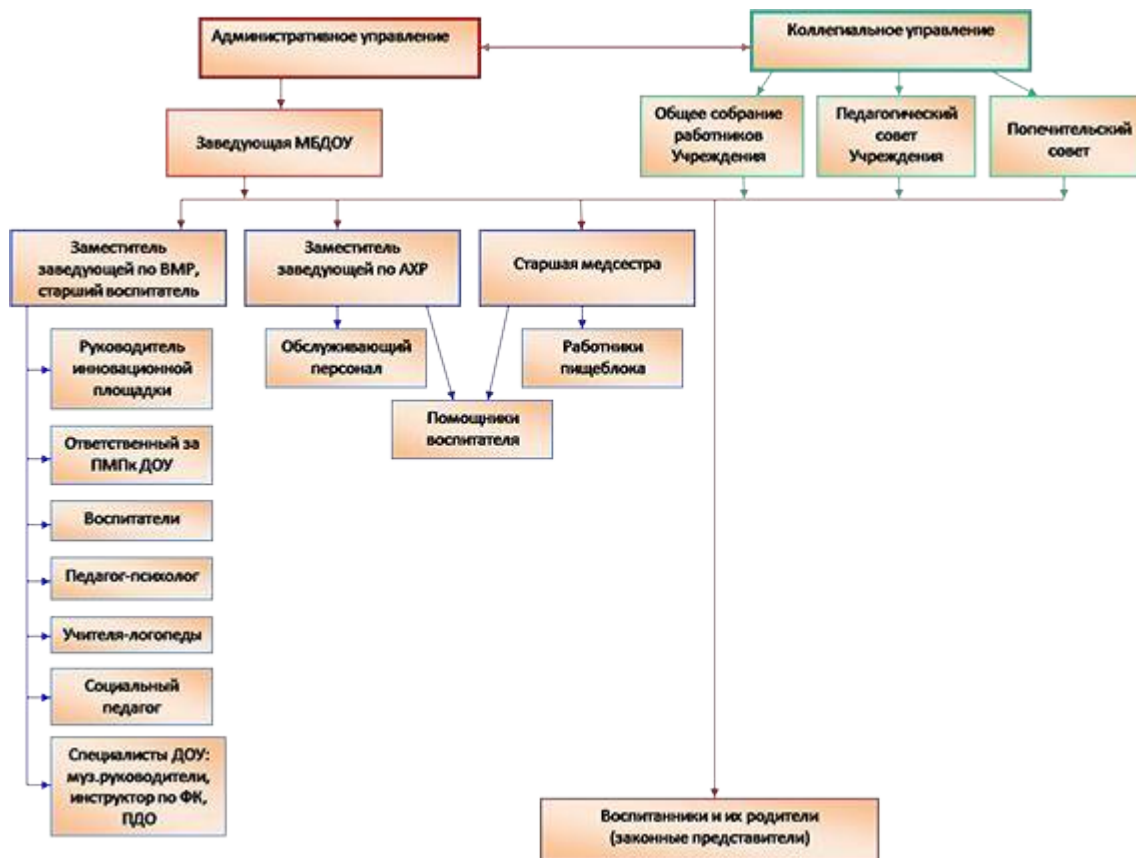 Административное управление
Коллегиальное управление
Заведующая МБДОУ
Общее собрание
работников
Учреждения
Педагогический
совет
Учреждения
Попечительский
совет
Заместитель
заведующей по ВМР,
старший воспитатель
Заместитель
заведующей по АХР
Старшая медсестра
Руководитель
инновационной
площадки
Обслуживающий
персонал
Работники
пищеблока
Помощники
воспитателя
Ответственный за
ПМПк ДОУ
Воспитатели
Педагог-психолог
Учителя-логопеды
Социальный
педагог
Специалисты ДОУ:
муз.руководители,
инструктор по ФК,
ПДО
Воспитанники и их родители
(законные представители)